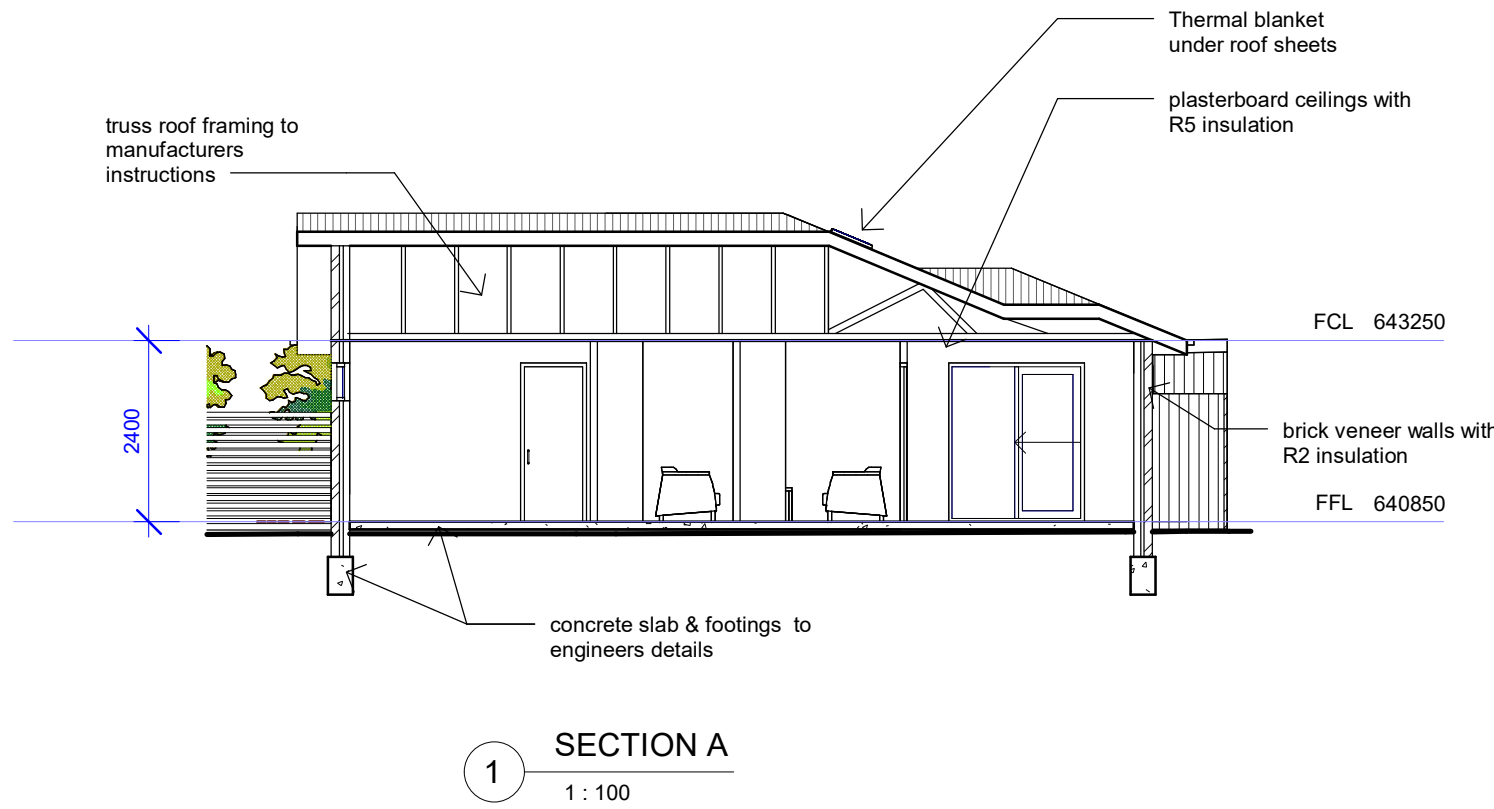 Thermal blanket
under roof sheets
plasterboard ceilings with
R5 insulation
truss roof framing to
manufacturers
instructions
FCL 643250
2400
brick veneer walls with
R2 insulation
FFL 640850
concrete slab & footings to
engineers details
1
SECTION A
1 : 100